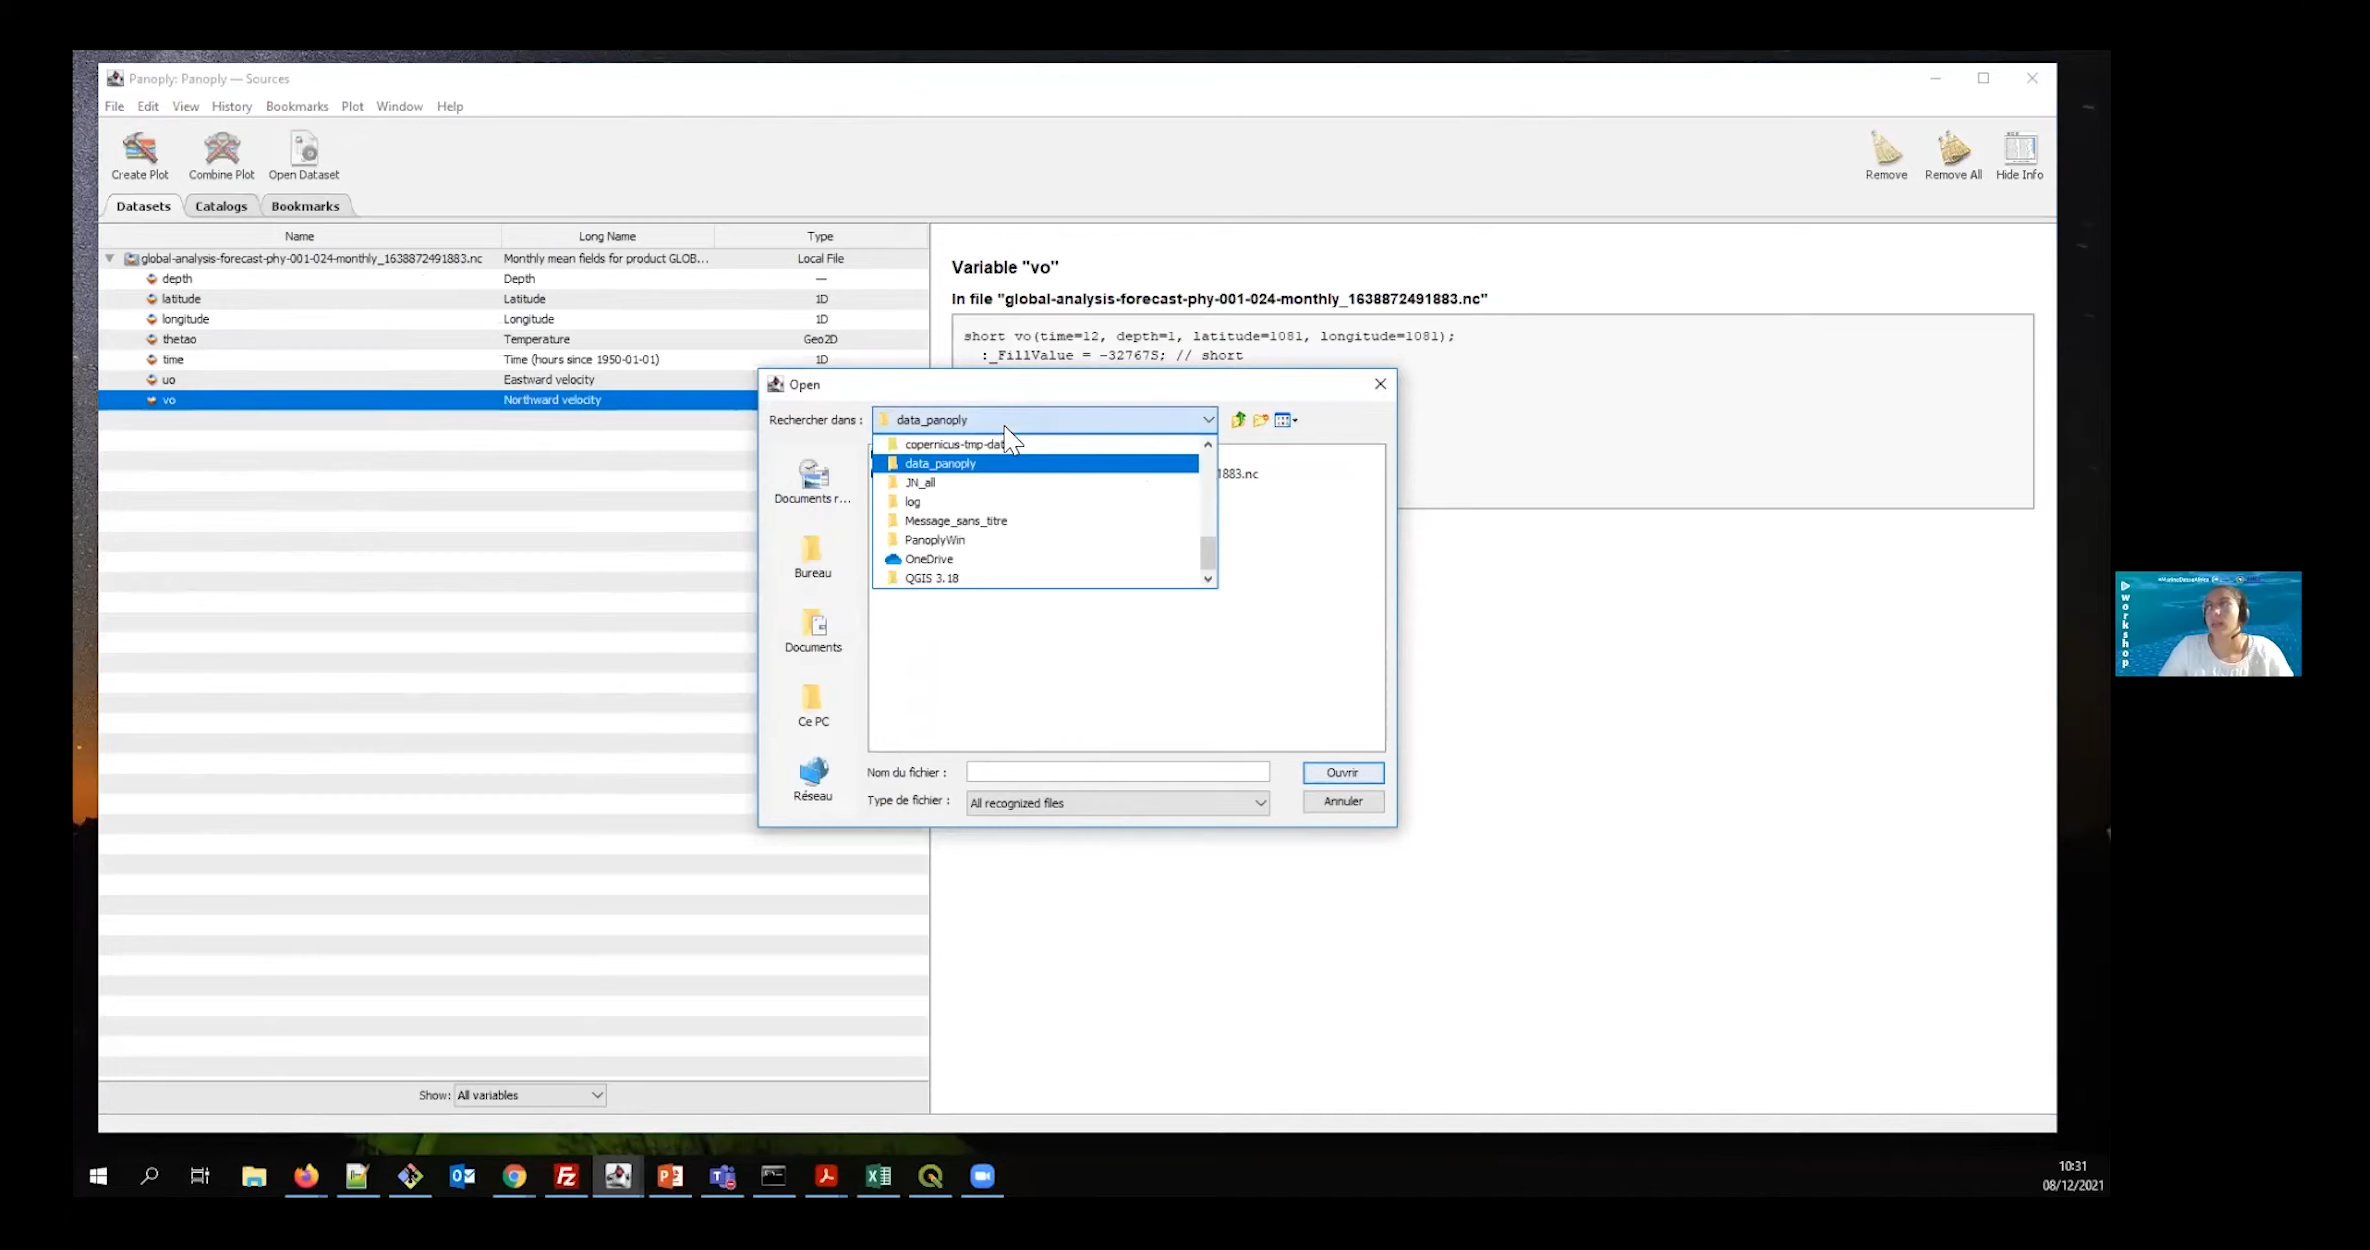 Panoply: Panoply — Sources
File Edit View History Bookmarks Plot Window Help
Create Plot Combine Plot Open Dataset Remove Remove All Hide Info
Datasets Catalogs Bookmarks
Name Long Name Type
global-analysis-forecast-phy-001-024-monthly_1638872491883.nc Monthly mean fields for product GLOB... Local File
depth Depth —
latitude Latitude 1D
longitude Longitude 1D
thetao Temperature Geo2D
time Time (hours since 1950-01-01) 1D
uo Eastward velocity
vo Northward velocity
Show: All variables
Variable "vo"
In file "global-analysis-forecast-phy-001-024-monthly_1638872491883.nc"
short vo(time=12, depth=1, latitude=1081, longitude=1081);
:_FillValue = -32767S; // short
Open
Rechercher dans : data_panoply
copernicus-tmp-dat
data_panoply
1883.nc
JN_all
log
Message_sans_titre
PanoplyWin
OneDrive
QGIS 3.18
Documents r...
Bureau
Documents
Ce PC
Réseau
Nom du fichier : Ouvrir
Type de fichier : All recognized files Annuler
workshop
10:31
08/12/2021